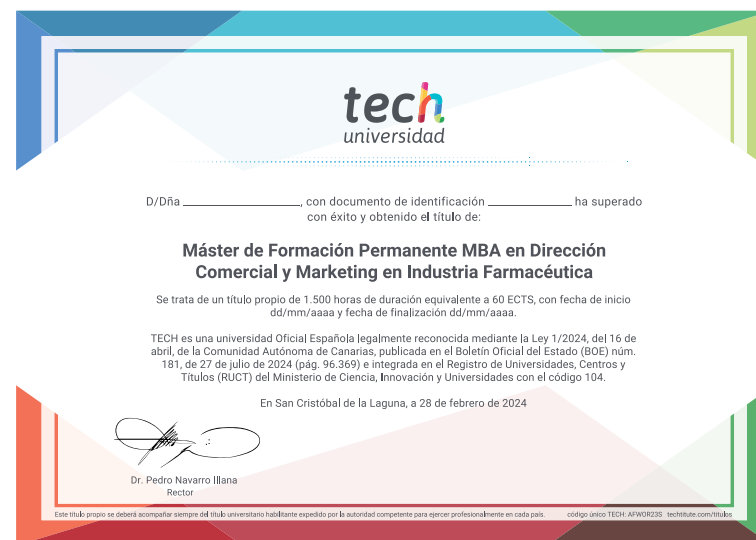 tech
universidad
D/Dña ____________________, con documento de identificación ______________ ha superado
con éxito y obtenido el título de:
Máster de Formación Permanente MBA en Dirección
Comercial y Marketing en Industria Farmacéutica
Se trata de un título propio de 1.500 horas de duración equivalente a 60 ECTS, con fecha de inicio
dd/mm/aaaa y fecha de finalización dd/mm/aaaa.
TECH es una universidad Oficial Española legalmente reconocida mediante la Ley 1/2024, del 16 de
abril, de la Comunidad Autónoma de Canarias, publicada en el Boletín Oficial del Estado (BOE) núm.
181, de 27 de julio de 2024 (pág. 96.369) e integrada en el Registro de Universidades, Centros y
Títulos (RUCT) del Ministerio de Ciencia, Innovación y Universidades con el código 104.
En San Cristóbal de la Laguna, a 28 de febrero de 2024
Dr. Pedro Navarro Illana
Rector
Este título propio se deberá acompañar siempre del título universitario habilitante expedido por la autoridad competente para ejercer profesionalmente en cada país. código único TECH: AFWOR23S techtitute.com/titulos